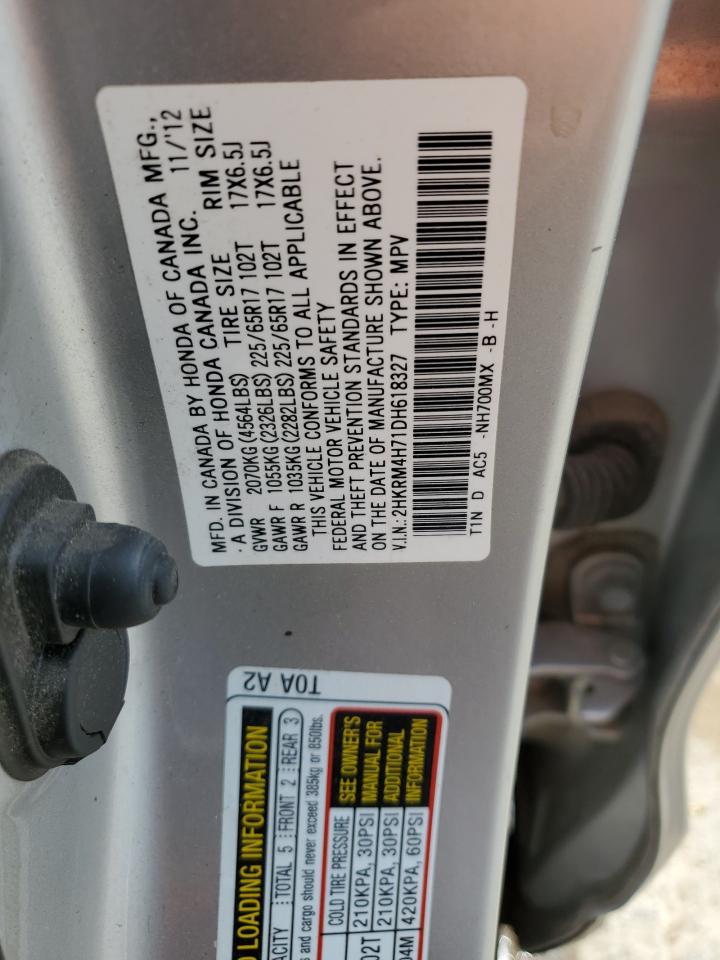 MFD. IN CANADA BY HONDA OF CANADA MFG.,
· A DIVISION OF HONDA CANADA INC. 11/'12
GVWR 2070KG(4564LBS) TIRE SIZE RIM SIZE
GAWR F 1055KG(2326LBS) 225/65R17 102T 17X6.5J
GAWR R 1035KG(2282LBS) 225/65R17 102T 17X6.5J
THIS VEHICLE CONFORMS TO ALL APPLICABLE
FEDERAL MOTOR VEHICLE SAFETY
AND THEFT PREVENTION STANDARDS IN EFFECT
ON THE DATE OF MANUFACTURE SHOWN ABOVE.
V.I.N.: 2HKRM4H71DH618327 TYPE: MPV
T1N D AC5 -NH700MX -B -H
T0A A2
LOADING INFORMATION
TOTAL 5 FRONT 2 REAR 3
and cargo should never exceed 385kg or 850lbs.
COLD TIRE PRESSURE
210KPA, 30PSI
210KPA, 30PSI
420KPA, 60PSI
SEE OWNER'S
MANUAL FOR
ADDITIONAL
INFORMATION